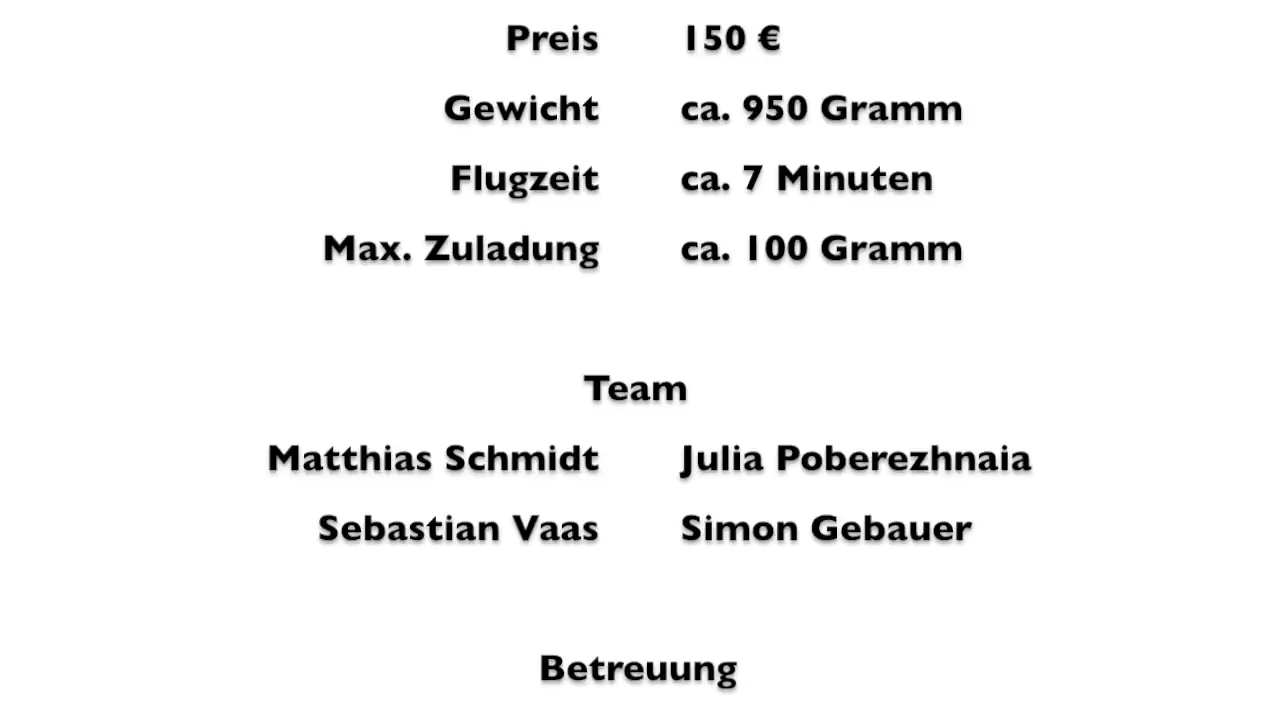 Preis 150 €
Gewicht ca. 950 Gramm
Flugzeit ca. 7 Minuten
Max. Zuladung ca. 100 Gramm
Team
Matthias Schmidt Julia Poberezhnaia
Sebastian Vaas Simon Gebauer
Betreuung